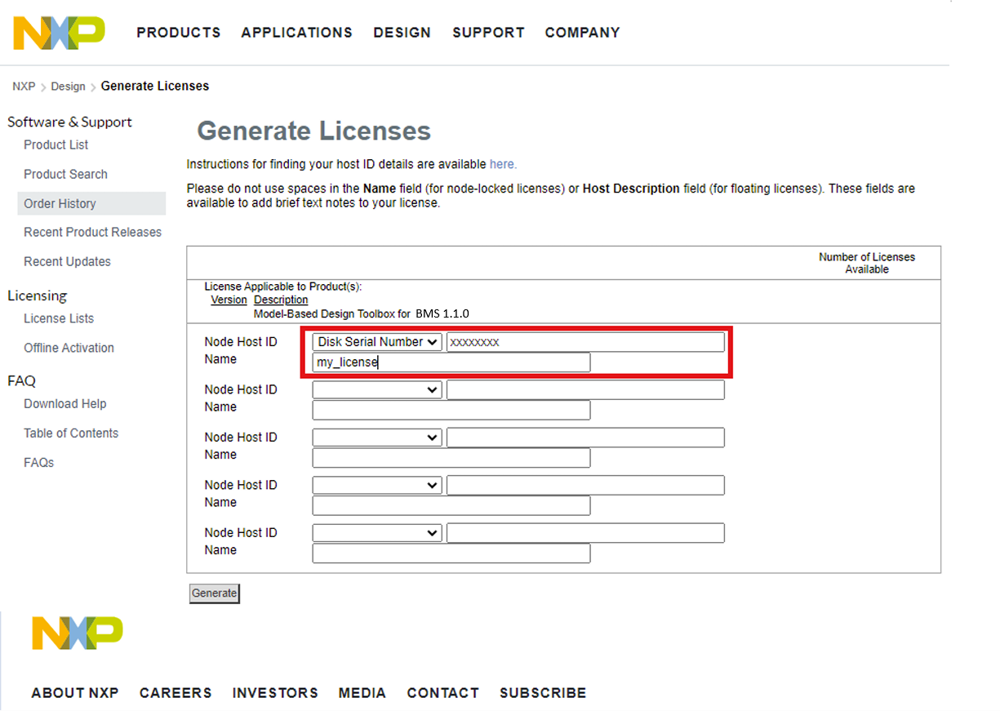 NXP
PRODUCTS APPLICATIONS DESIGN SUPPORT COMPANY
NXP > Design > Generate Licenses
Software & Support
Product List
Product Search
Order History
Recent Product Releases
Recent Updates
Licensing
License Lists
Offline Activation
FAQ
Download Help
Table of Contents
FAQs
Generate Licenses
Instructions for finding your host ID details are available here.
Please do not use spaces in the Name field (for node-locked licenses) or Host Description field (for floating licenses). These fields are
available to add brief text notes to your license.
Number of Licenses
Available
License Applicable to Product(s):
Version Description
Model-Based Design Toolbox for BMS 1.1.0
Node Host ID Disk Serial Number xxxxxxxx
Name my_license
Node Host ID
Name
Node Host ID
Name
Node Host ID
Name
Node Host ID
Name
Generate
NXP
ABOUT NXP CAREERS INVESTORS MEDIA CONTACT SUBSCRIBE